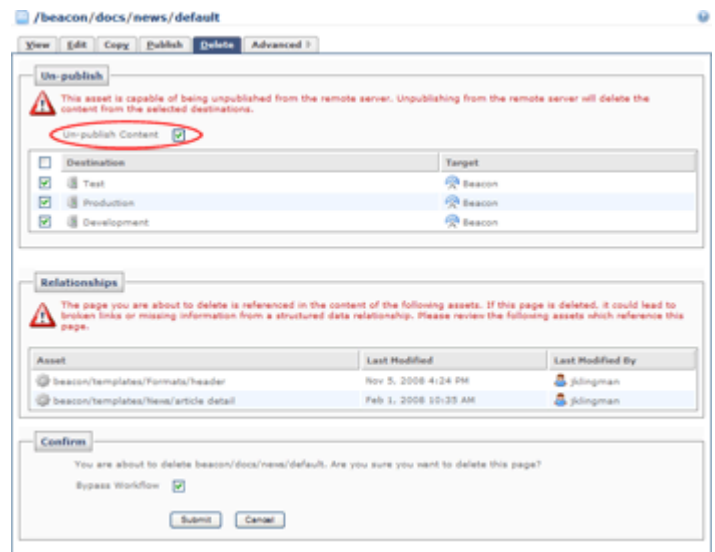 /beacon/docs/news/default
View Edit Copy Publish Delete Advanced
Un-publish
This asset is capable of being unpublished from the remote server. Unpublishing from the remote server will delete the
content from the selected destinations.
Un-publish Content
Destination Target
Test Beacon
Production Beacon
Development Beacon
Relationships
The page you are about to delete is referenced in the content of the following assets. If this page is deleted, it could lead to
broken links or missing information from a structured data relationship. Please review the following assets which reference this
page.
Asset Last Modified Last Modified By
beacon/templates/Formats/header Nov 5, 2008 4:24 PM jklingman
beacon/templates/News/article detail Feb 1, 2008 10:35 AM jklingman
Confirm
You are about to delete beacon/docs/news/default. Are you sure you want to delete this page?
Bypass Workflow
Submit Cancel